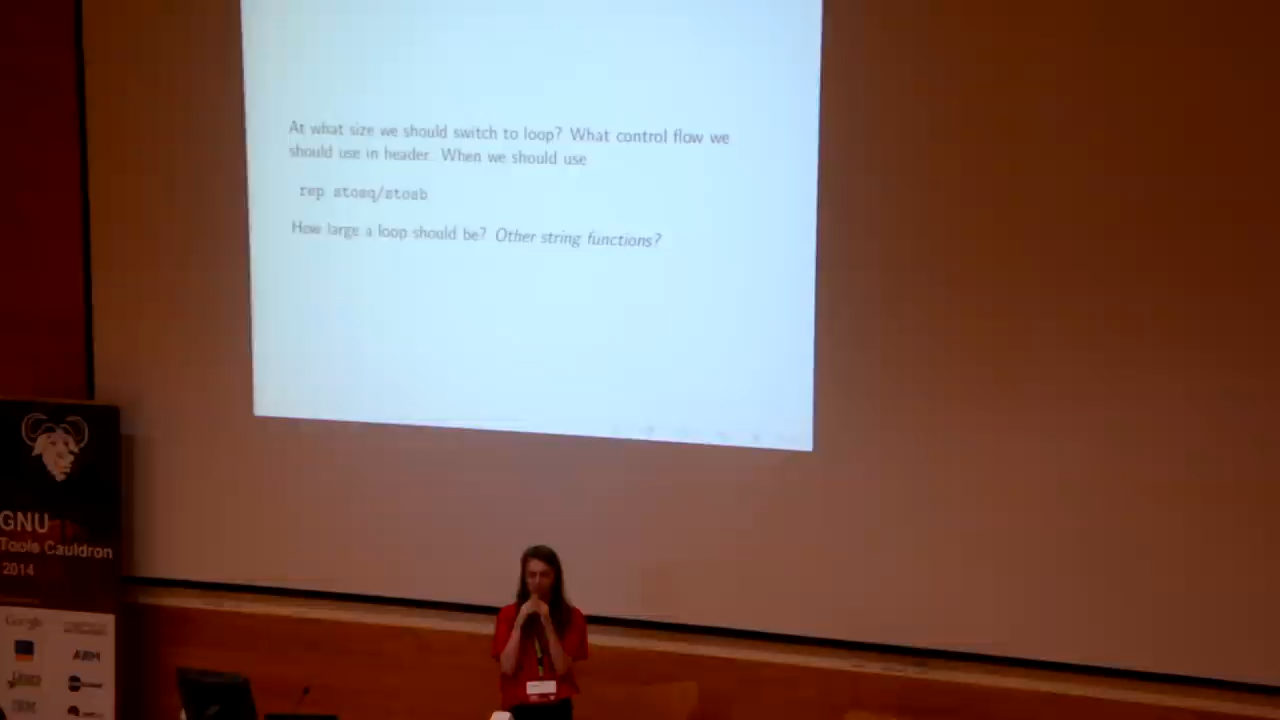 At what size we should switch to loop? What control flow we
should use in header. When we should use
rep stosq/stosb
How large a loop should be? Other string functions?
GNU
Tools Cauldron
2014
Google
ARM
IBM